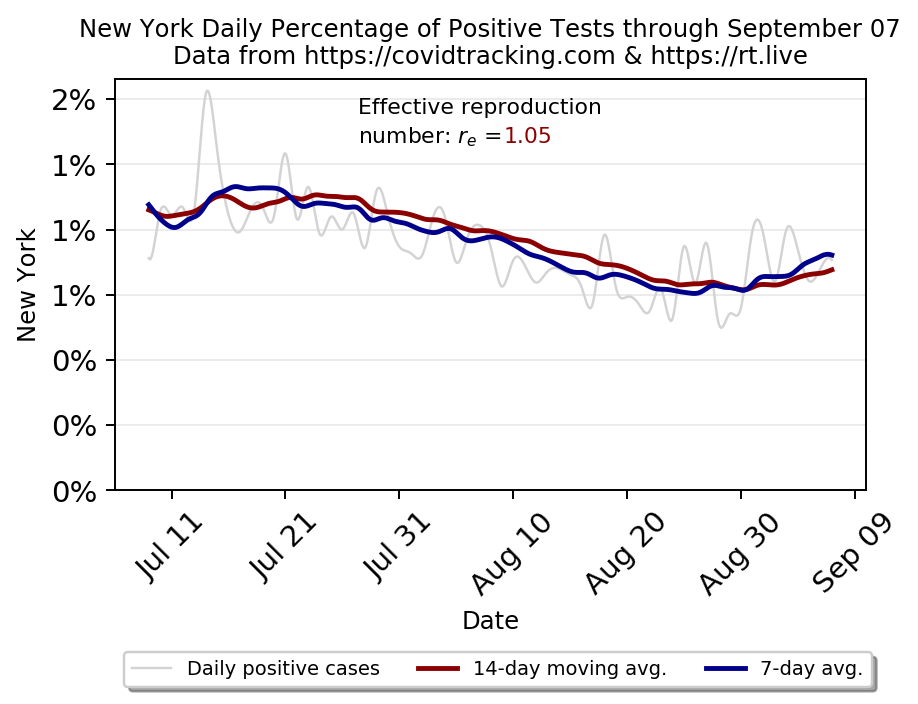 New York Daily Percentage of Positive Tests through September 07
Data from https://covidtracking.com & https://rt.live
Effective reproduction
number: rₑ =1.05
New York
2%
1%
1%
1%
0%
0%
0%
Jul 11
Jul 21
Jul 31
Aug 10
Aug 20
Aug 30
Sep 09
Date
Daily positive cases
14-day moving avg.
7-day avg.